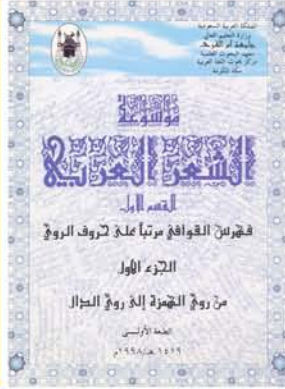 المملكة العربية السعودية
وزارة التعليم العالي
جامعة أم القرى
معهد البحوث العلمية
مركز بحوث اللغة العربية
مكة المكرمة
موسوعة
الشعر العربي
القسم الأول
فهرس القوافي مرتباً على حروف الروي
الجزء الأول
من رويّ الهمزة إلى رويّ الدال
الطبعة الأولى
١٤١٩هـ/١٩٩٨م